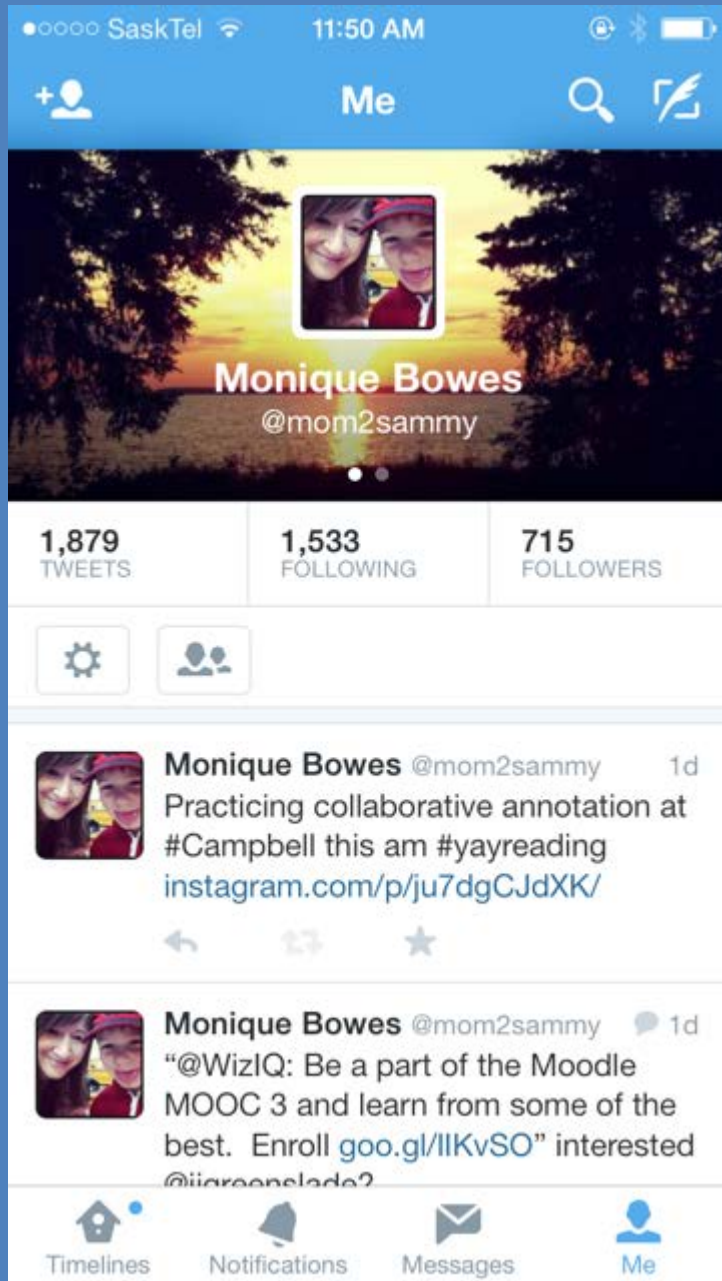 SaskTel 11:50 AM
Me
Monique Bowes
@mom2sammy
1,879 1,533 715
TWEETS FOLLOWING FOLLOWERS
Monique Bowes @mom2sammy 1d
Practicing collaborative annotation at
#Campbell this am #yayreading
instagram.com/p/ju7dgCJdXK/
Monique Bowes @mom2sammy 1d
“@WizIQ: Be a part of the Moodle
MOOC 3 and learn from some of the
best. Enroll goo.gl/lIKvSO” interested
Timelines Notifications Messages Me